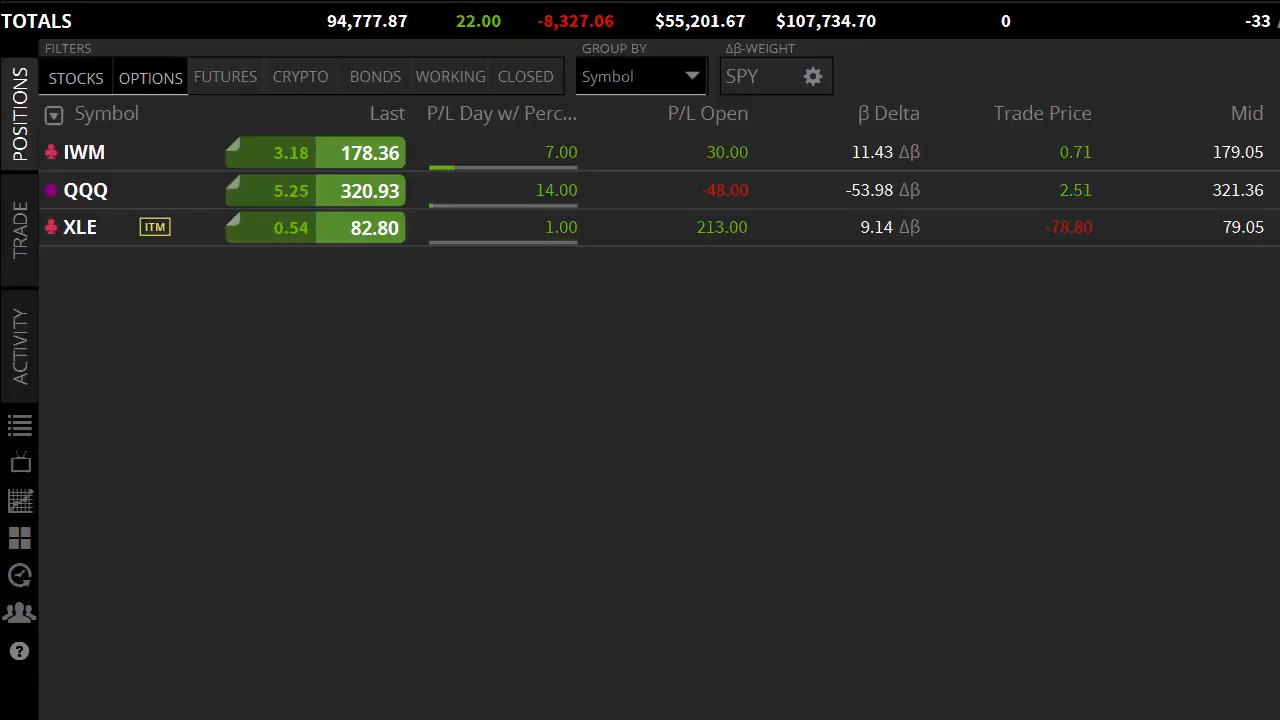 TOTALS 94,777.87 22.00 -8,327.06 $55,201.67 $107,734.70 0 -33
FILTERS GROUP BY Δβ-WEIGHT
STOCKS OPTIONS FUTURES CRYPTO BONDS WORKING CLOSED Symbol SPY
Symbol Last P/L Day w/ Perc... P/L Open β Delta Trade Price Mid
IWM 3.18 178.36 7.00 30.00 11.43 Δβ 0.71 179.05
QQQ 5.25 320.93 14.00 -48.00 -53.98 Δβ 2.51 321.36
XLE ITM 0.54 82.80 1.00 213.00 9.14 Δβ -78.80 79.05
POSITIONS
TRADE
ACTIVITY
?